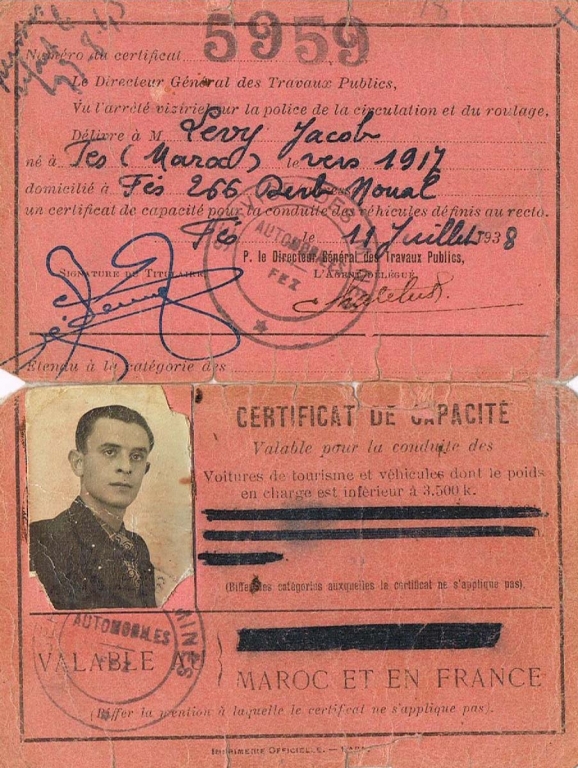 Numéro du certificat 5959
Le Directeur Général des Travaux Publics,
Vu l'arrêté viziriel sur la police de la circulation et du roulage,
Délivre à M Lévy Jacob
né à Fes (Maroc) le vers 1917
domicilié à Fés 266 Derb Noual
un certificat de capacité pour la conduite des véhicules définis au recto.
Fés le 11 Juillet 1938
P. le Directeur Général des Travaux Publics,
SIGNATURE DU TITULAIRE L'AGENT DÉLÉGUÉ,
AUTOMOBILES
FEZ
Etendu à la catégorie des
CERTIFICAT DE CAPACITÉ
Valable pour la conduite des
Voitures de tourisme et véhicules dont le poids
en charge est inférieur à 3.500 k.
(Biffer les catégories auxquelles le certificat ne s'applique pas).
AUTOMOBILES
MINES
VALABLE AU
MAROC ET EN FRANCE
(Biffer la mention à laquelle le certificat ne s'applique pas).
IMPRIMERIE OFFICIELLE. —